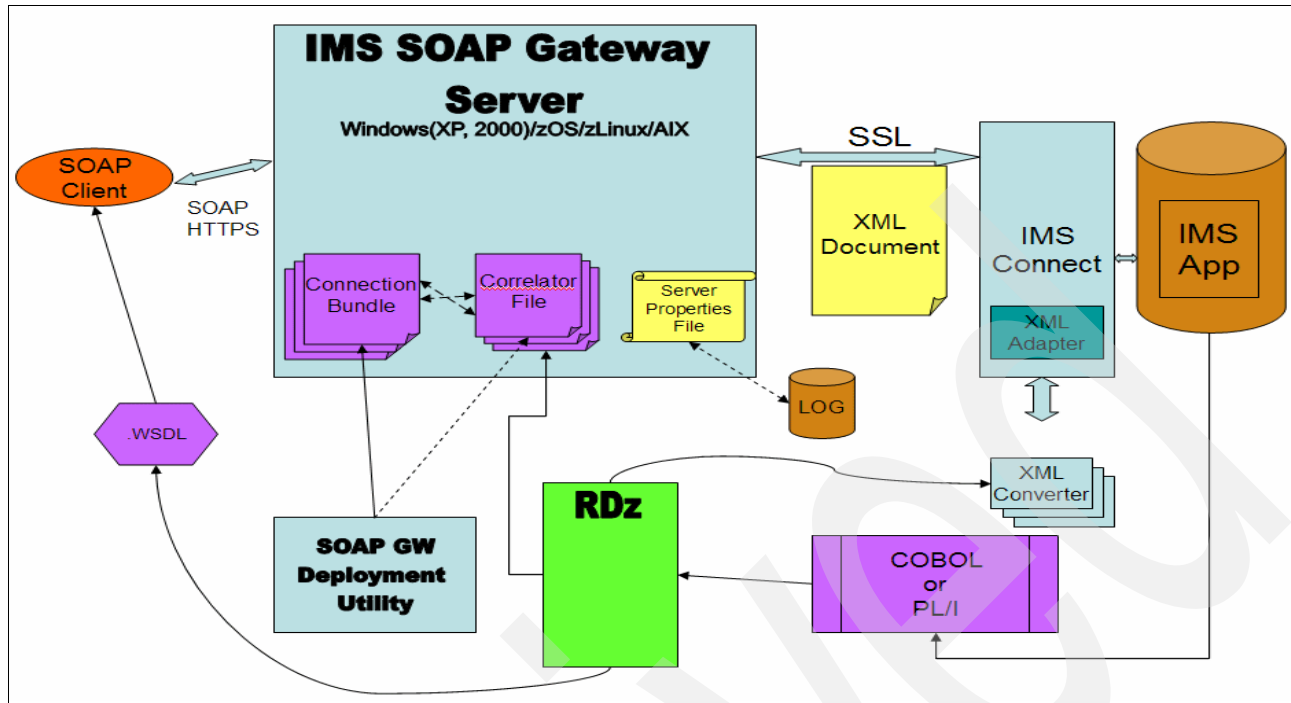 IMS SOAP Gateway
Server
Windows(XP, 2000)/zOS/zLinux/AIX
SOAP
Client
SOAP
HTTPS
SSL
XML
Document
IMS
Connect
XML
Adapter
IMS
App
Connection
Bundle
Correlator
File
Server
Properties
File
LOG
.WSDL
SOAP GW
Deployment
Utility
RDz
XML
Converter
COBOL
or
PL/I